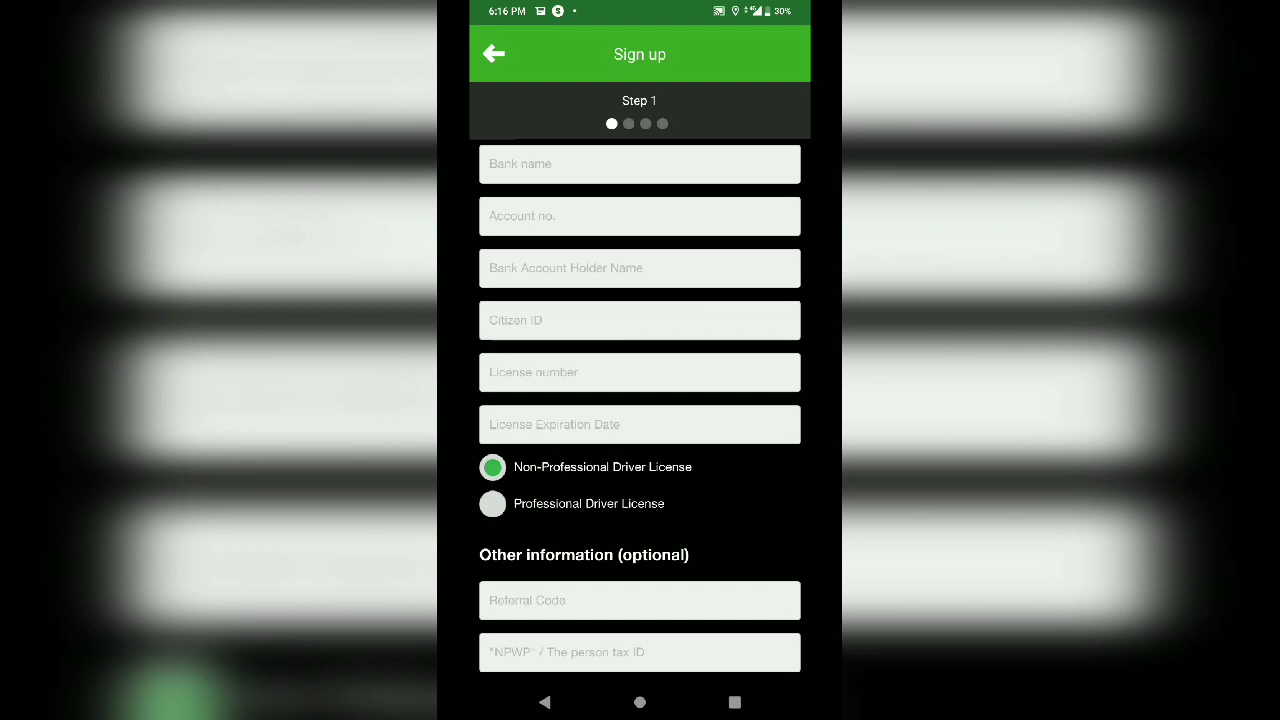 6:16 PM S 4G 30%
Sign up
Step 1
Bank name
Account no.
Bank Account Holder Name
Citizen ID
License number
License Expiration Date
Non-Professional Driver License
Professional Driver License
Other information (optional)
Referral Code
"NPWP" / The person tax ID